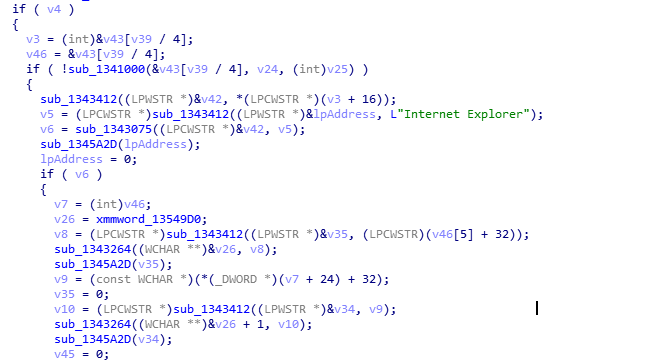 if ( v4 )
{
v3 = (int)&v43[v39 / 4];
v46 = &v43[v39 / 4];
if ( !sub_1341000(&v43[v39 / 4], v24, (int)v25) )
{
sub_1343412((LPWSTR *)&v42, *(LPCWSTR *)(v3 + 16));
v5 = (LPCWSTR *)sub_1343412((LPWSTR *)&lpAddress, L"Internet Explorer");
v6 = sub_1343075((LPCWSTR *)&v42, v5);
sub_1345A2D(lpAddress);
lpAddress = 0;
if ( v6 )
{
v7 = (int)v46;
v26 = xmmword_13549D0;
v8 = (LPCWSTR *)sub_1343412((LPWSTR *)&v35, (LPCWSTR)(v46[5] + 32));
sub_1343264((WCHAR **)&v26, v8);
sub_1345A2D(v35);
v9 = (const WCHAR *)(*(_DWORD *)(v7 + 24) + 32);
v35 = 0;
v10 = (LPCWSTR *)sub_1343412((LPWSTR *)&v34, v9);
sub_1343264((WCHAR **)&v26 + 1, v10);
sub_1345A2D(v34);
v45 = 0;